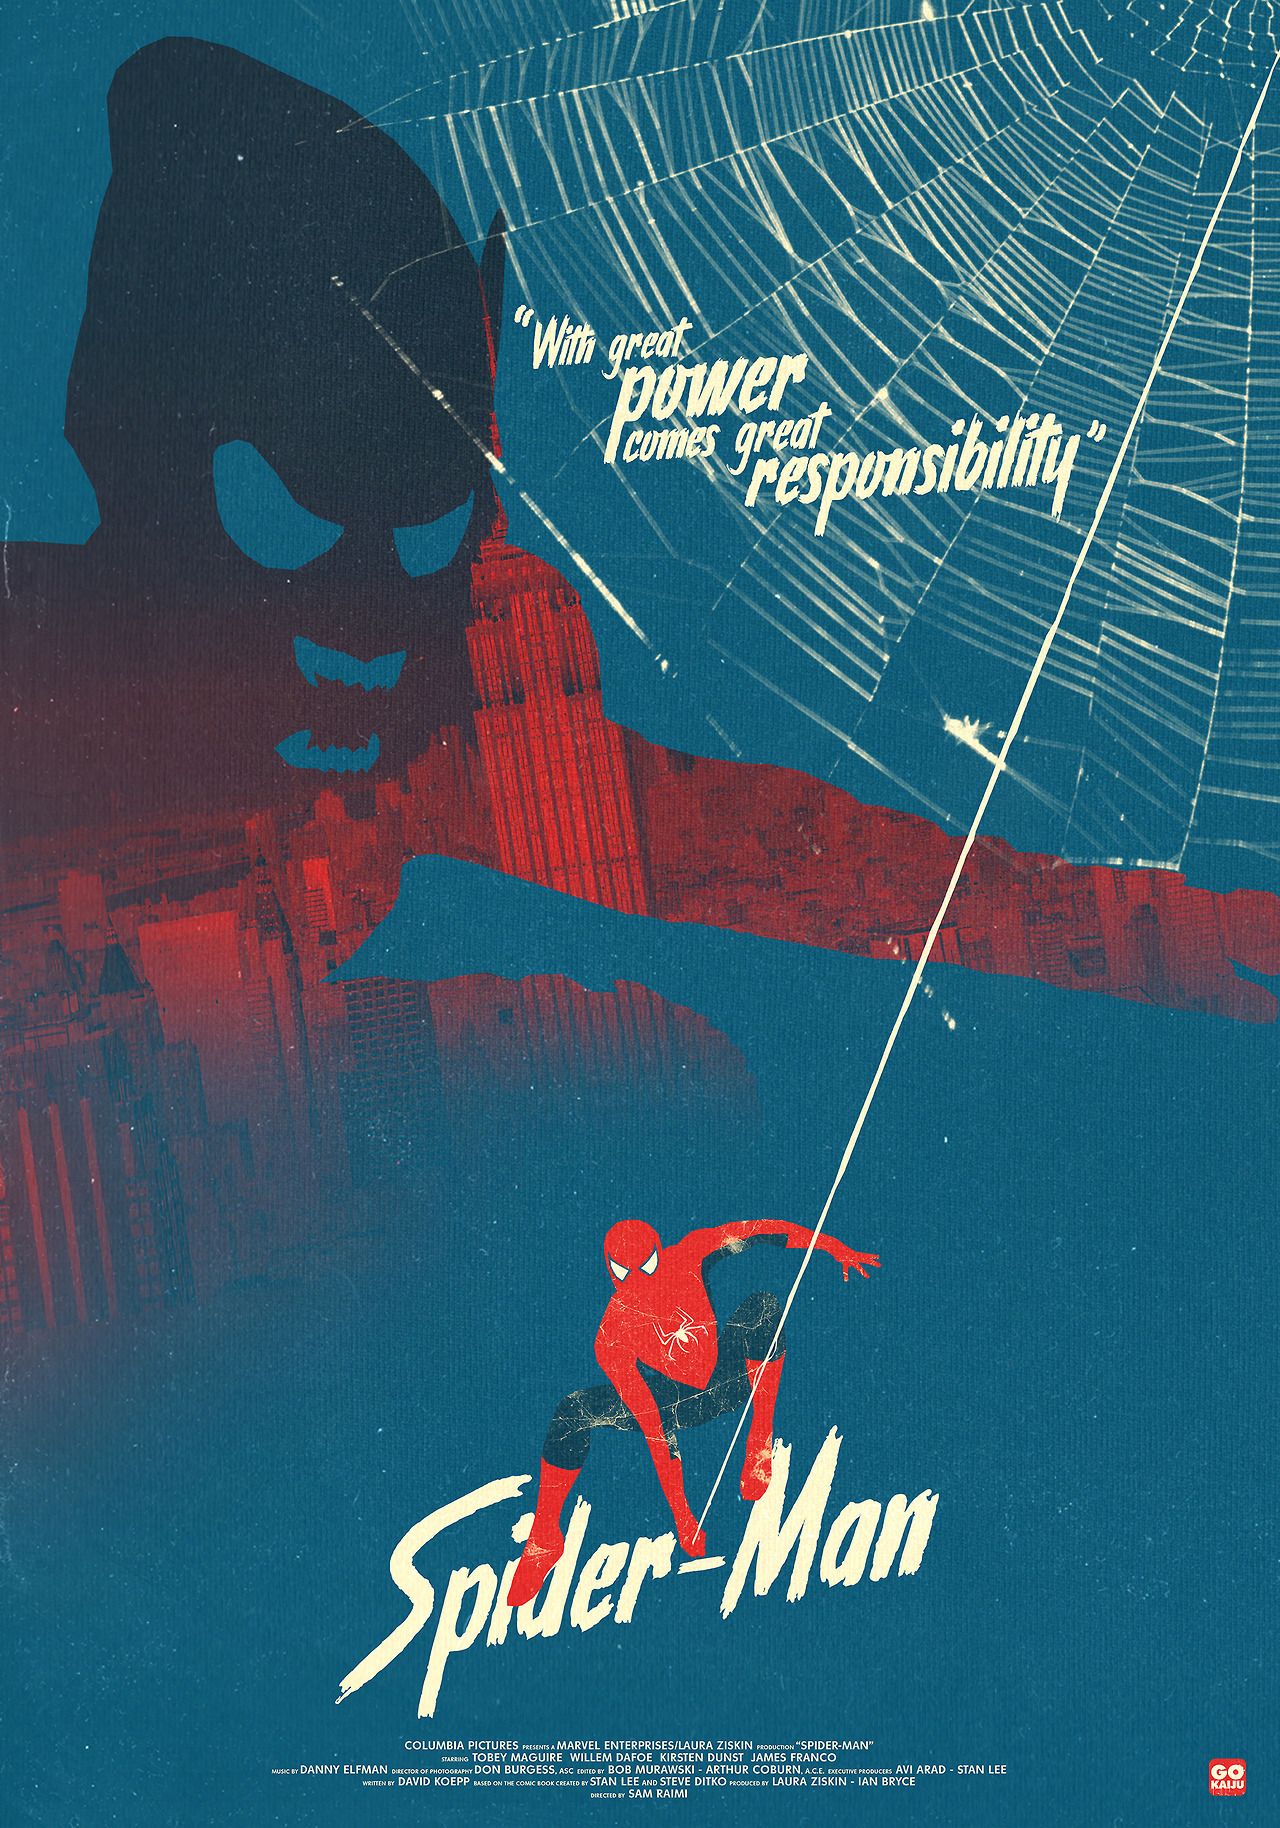 “With great
power
comes great
responsibility”
Spider-Man
COLUMBIA PICTURES PRESENTS A MARVEL ENTERPRISES/LAURA ZISKIN PRODUCTION “SPIDER-MAN”
STARRING TOBEY MAGUIRE WILLEM DAFOE KIRSTEN DUNST JAMES FRANCO
MUSIC BY DANNY ELFMAN DIRECTOR OF PHOTOGRAPHY DON BURGESS, ASC EDITED BY BOB MURAWSKI - ARTHUR COBURN, A.C.E. EXECUTIVE PRODUCERS AVI ARAD - STAN LEE
WRITTEN BY DAVID KOEPP BASED ON THE COMIC BOOK CREATED BY STAN LEE AND STEVE DITKO PRODUCED BY LAURA ZISKIN - IAN BRYCE
DIRECTED BY SAM RAIMI
GO
KAIJU